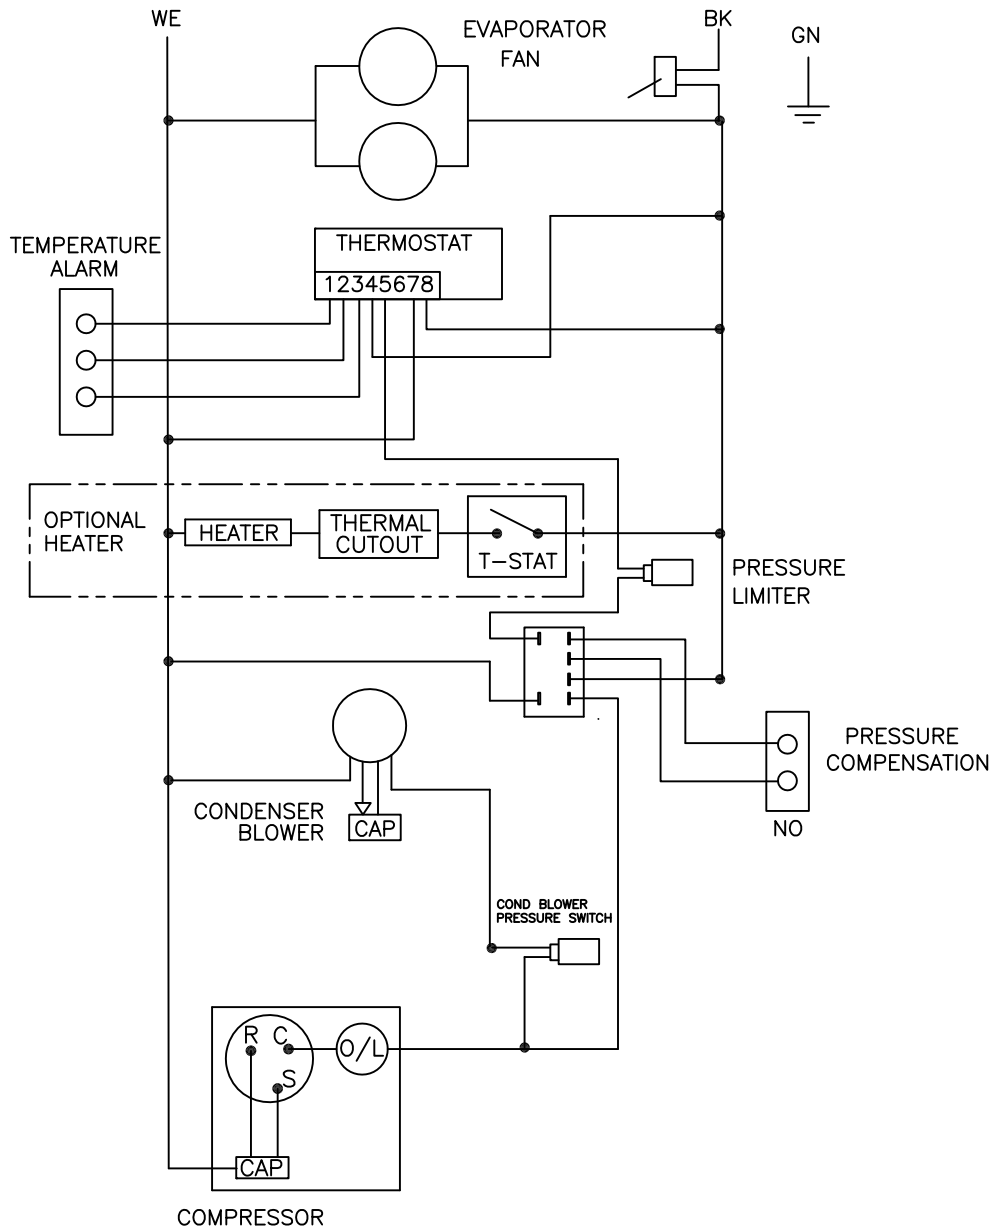 WE
EVAPORATOR
FAN
BK
GN
TEMPERATURE
ALARM
THERMOSTAT
12345678
OPTIONAL
HEATER
HEATER
THERMAL
CUTOUT
T-STAT
PRESSURE
LIMITER
PRESSURE
COMPENSATION
NO
CONDENSER
BLOWER
CAP
COND BLOWER
PRESSURE SWITCH
R C
O/L
S
CAP
COMPRESSOR